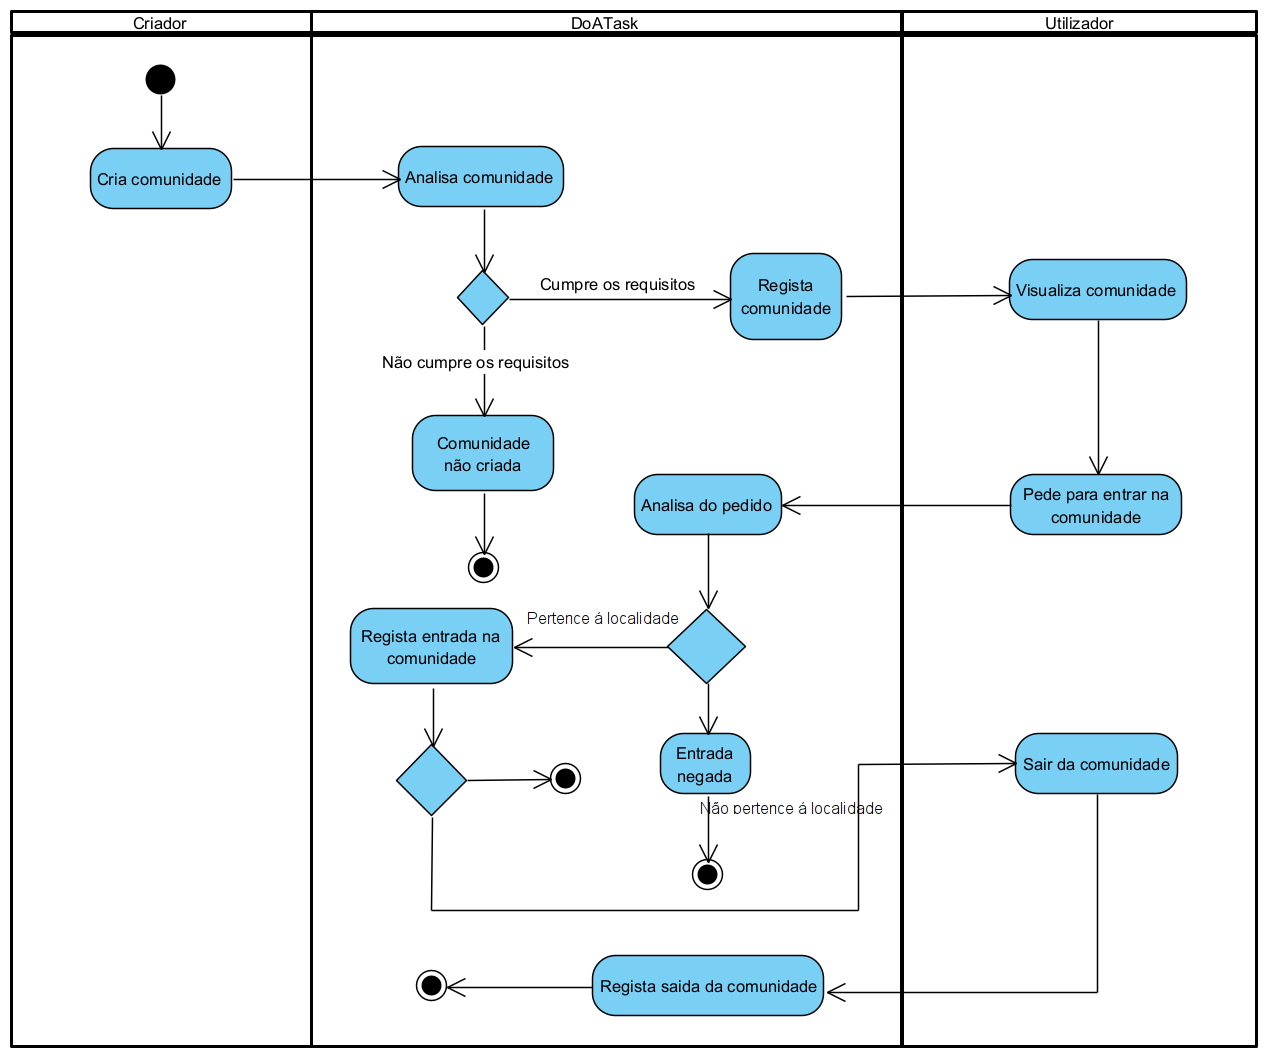 Criador
DoATask
Utilizador
Cria comunidade
Analisa comunidade
Cumpre os requisitos
Regista
comunidade
Visualiza comunidade
Não cumpre os requisitos
Comunidade
não criada
Pede para entrar na
comunidade
Analisa do pedido
Pertence á localidade
Regista entrada na
comunidade
Entrada
negada
Não pertence á localidade
Sair da comunidade
Regista saida da comunidade